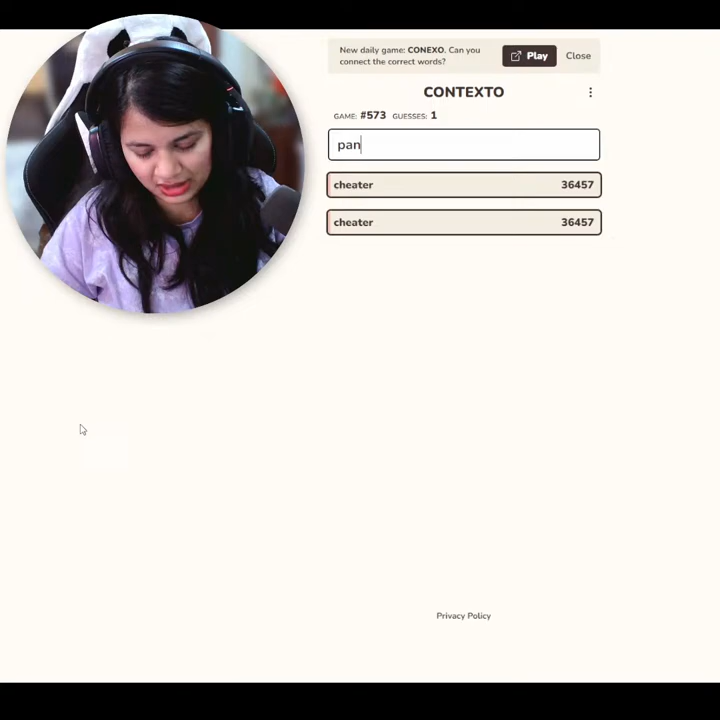 New daily game: CONEXO. Can you
connect the correct words?
Play
Close
CONTEXTO
GAME: #573 GUESSES: 1
pan
cheater 36457
cheater 36457
Privacy Policy